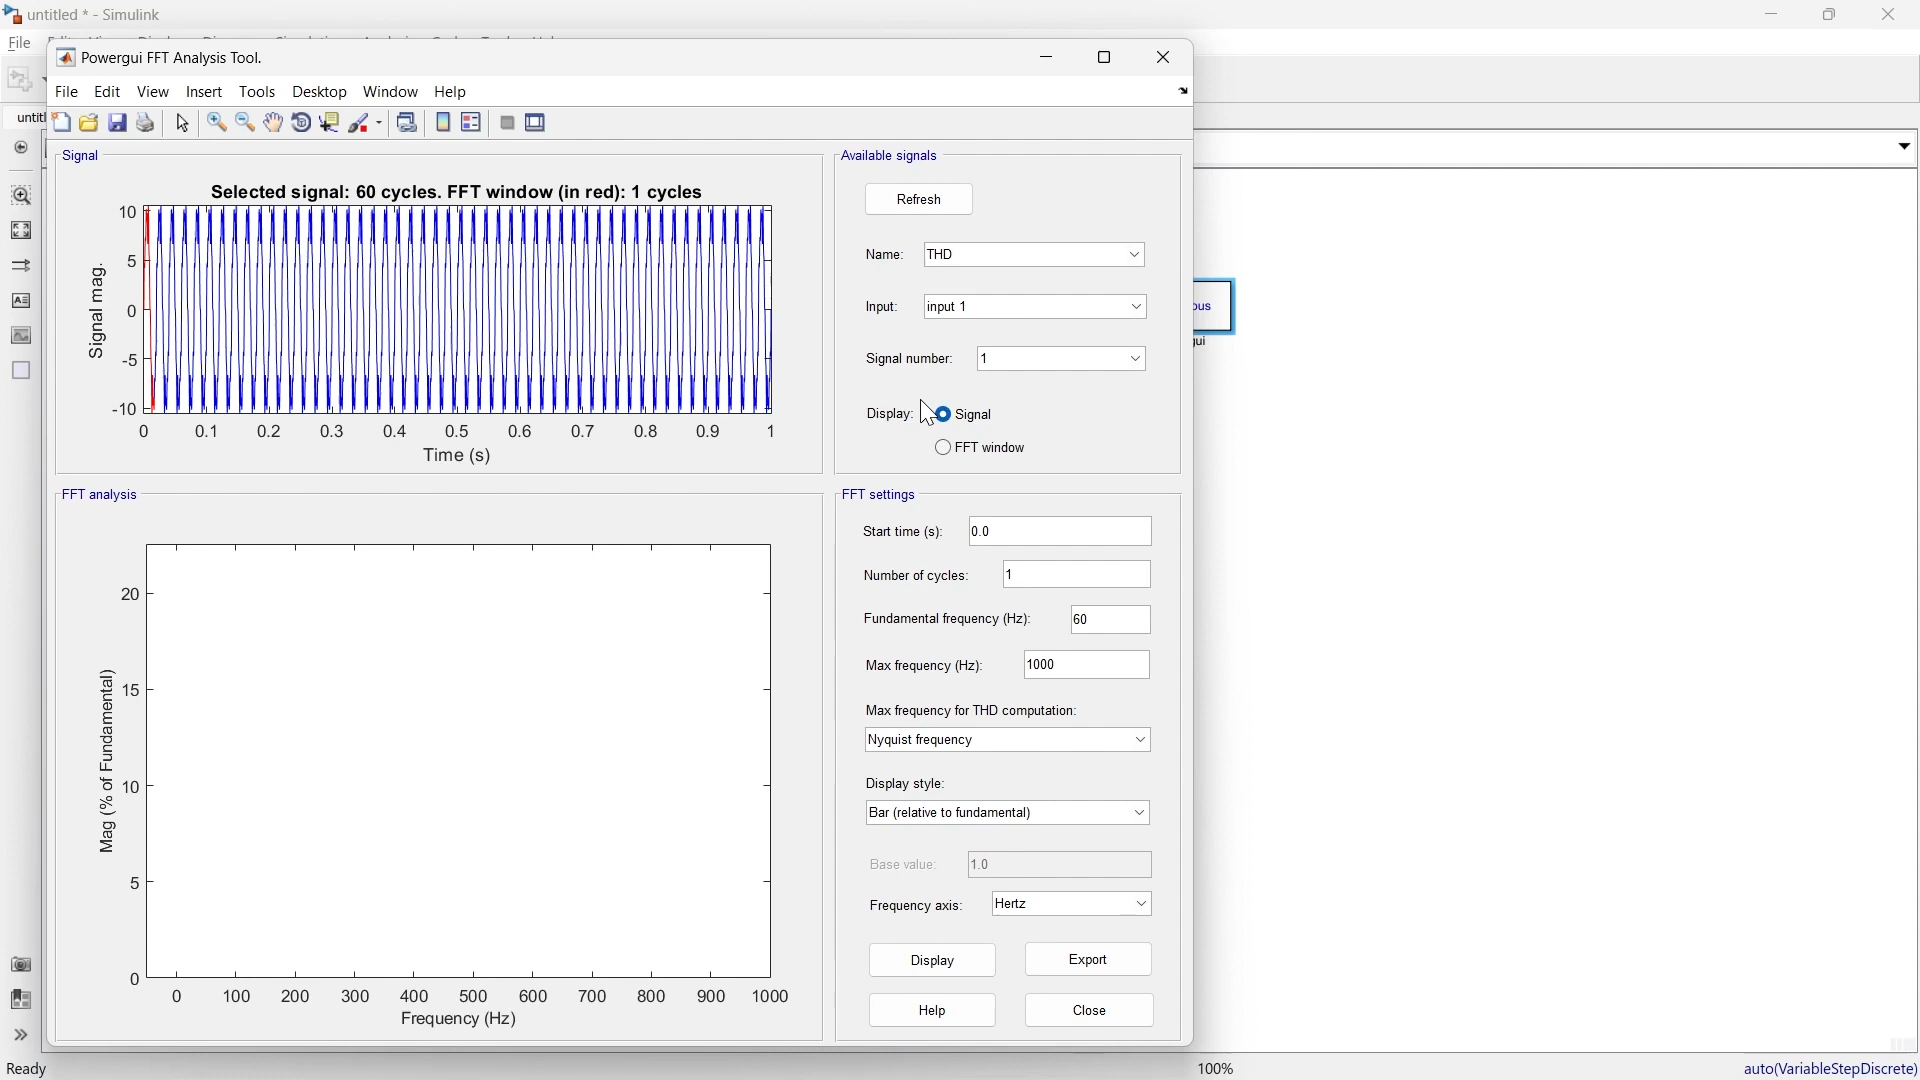 untitled * - Simulink
File
Powergui FFT Analysis Tool.
File Edit View Insert Tools Desktop Window Help
untitl
Signal
Selected signal: 60 cycles. FFT window (in red): 1 cycles
10
5
0
-5
-10
Signal mag.
0 0.1 0.2 0.3 0.4 0.5 0.6 0.7 0.8 0.9 1
Time (s)
Available signals
Refresh
Name: THD
Input: input 1
Signal number: 1
Display: Signal
FFT window
ous
gui
FFT analysis
20
15
10
5
0
Mag (% of Fundamental)
0 100 200 300 400 500 600 700 800 900 1000
Frequency (Hz)
FFT settings
Start time (s): 0.0
Number of cycles: 1
Fundamental frequency (Hz): 60
Max frequency (Hz): 1000
Max frequency for THD computation:
Nyquist frequency
Display style:
Bar (relative to fundamental)
Base value: 1.0
Frequency axis: Hertz
Display Export
Help Close
Ready 100% auto(VariableStepDiscrete)